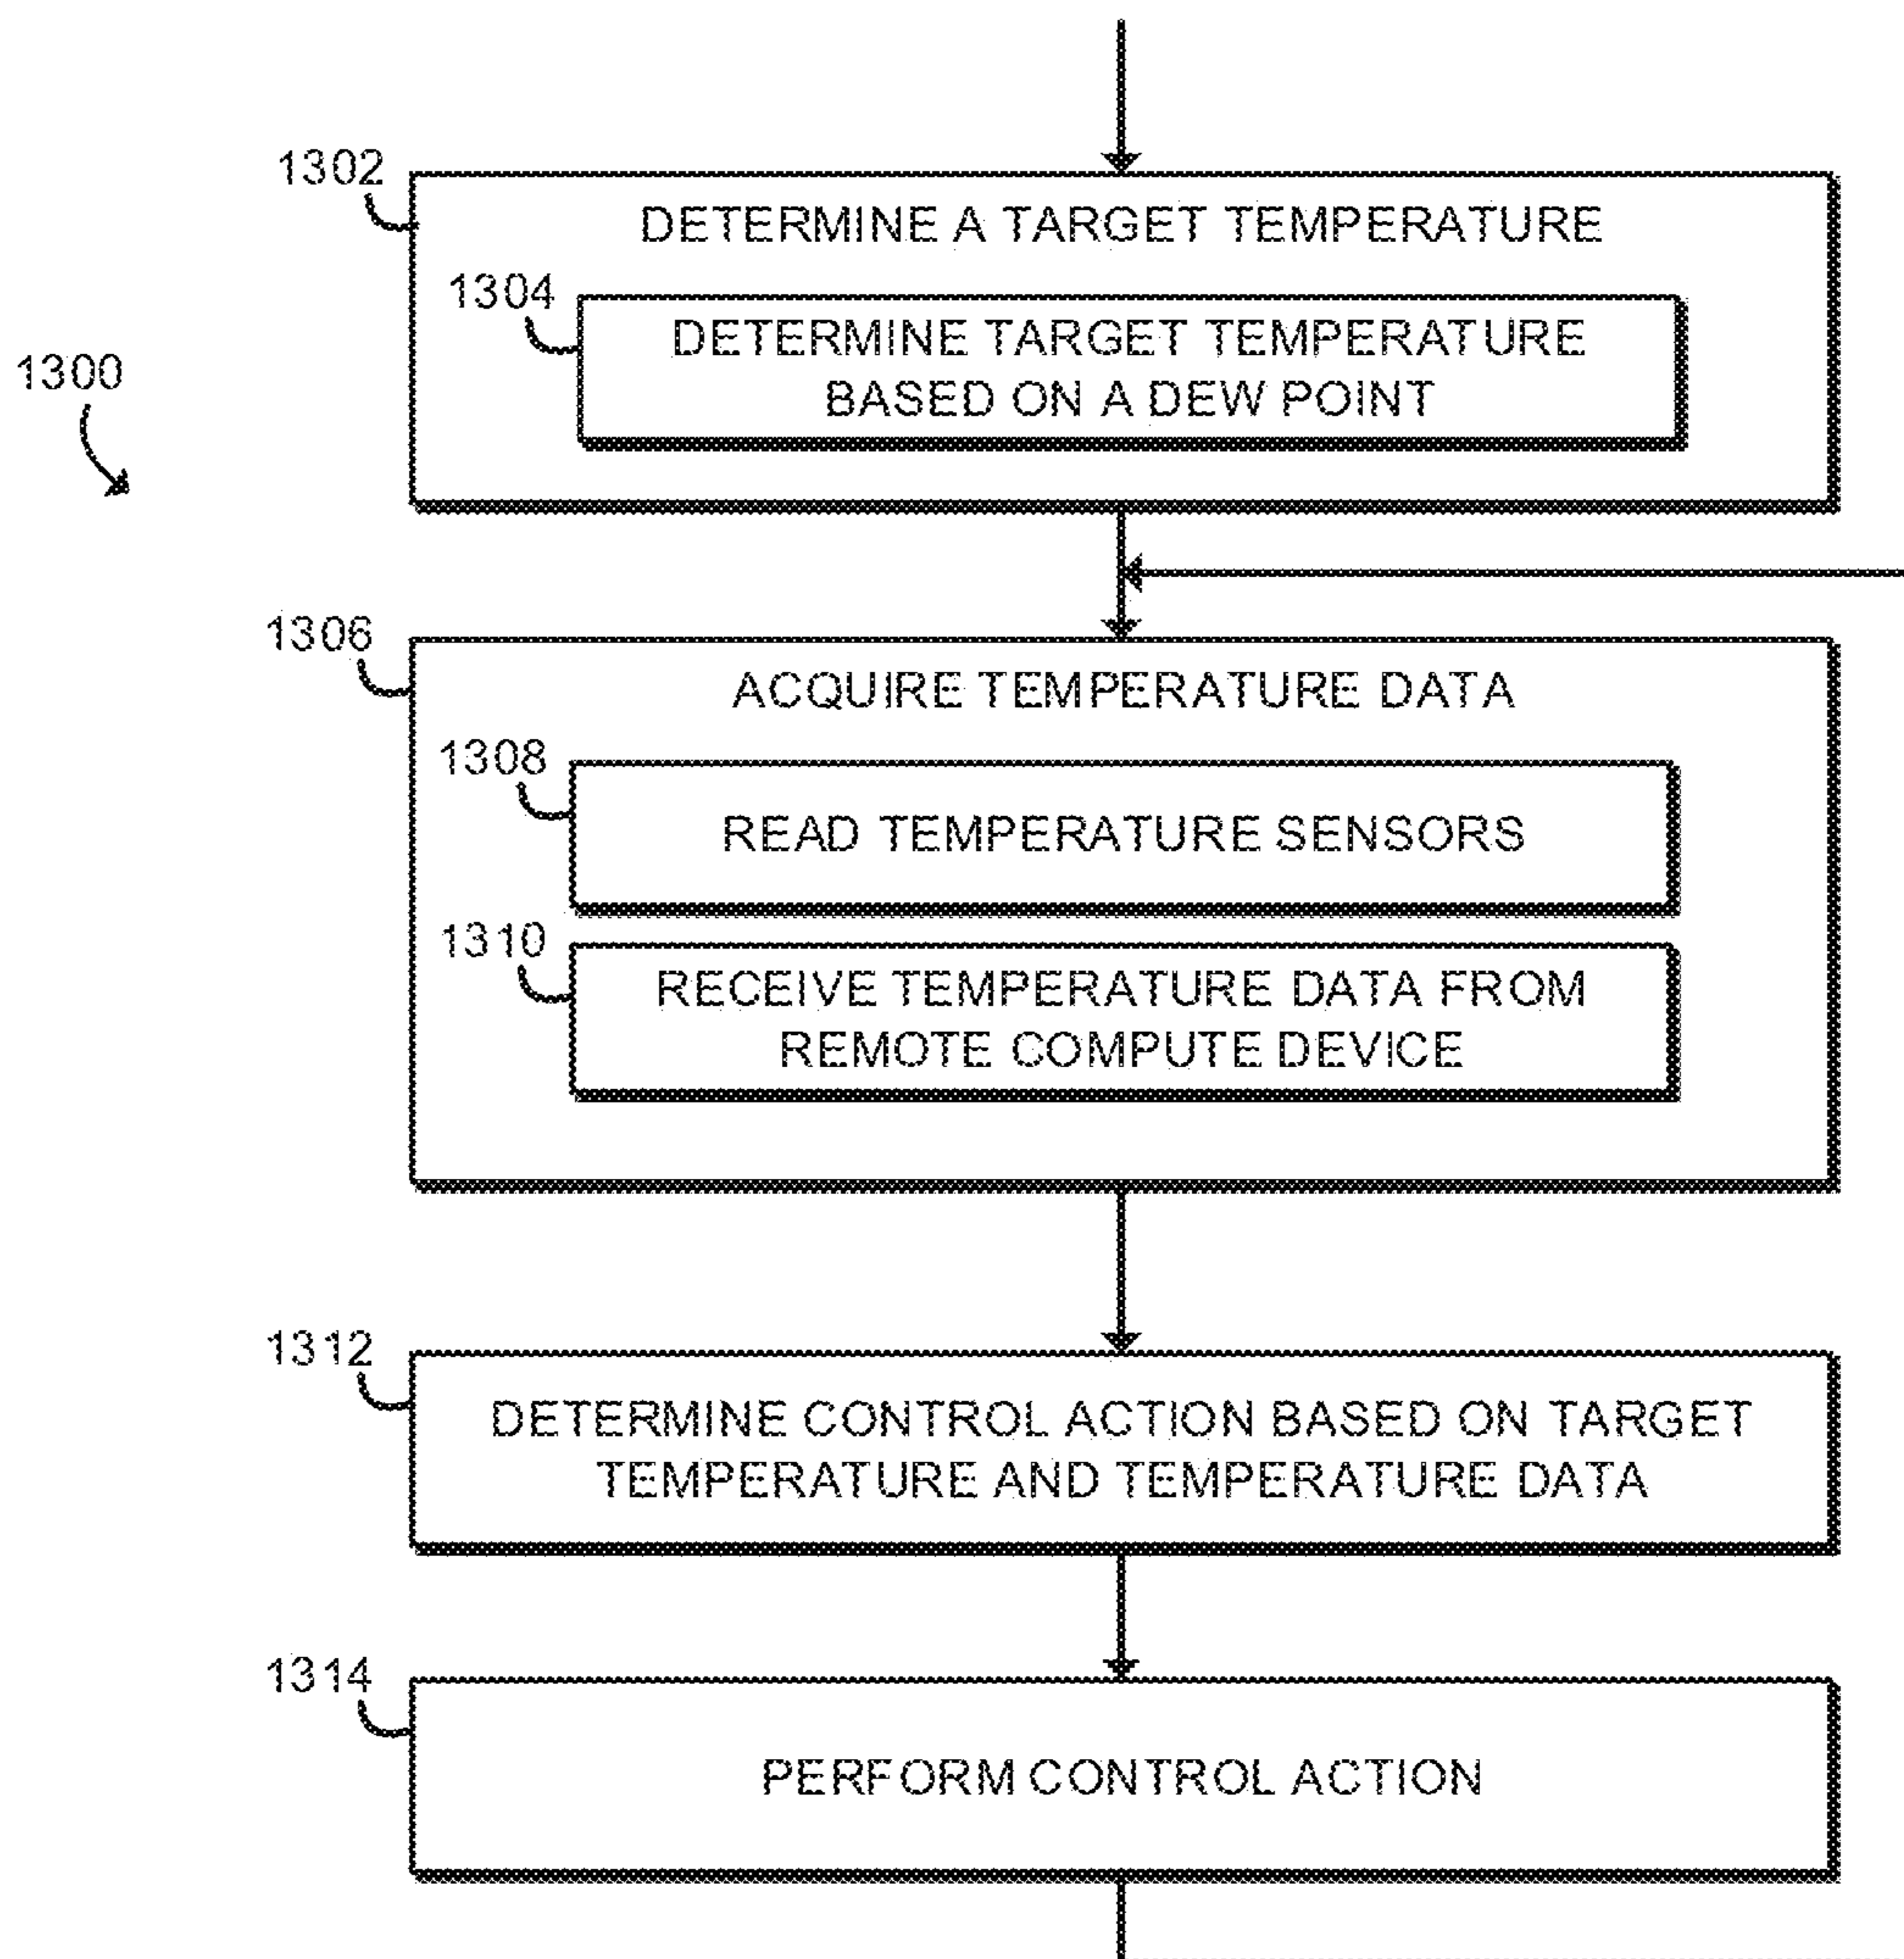 1302
DETERMINE A TARGET TEMPERATURE
1304
DETERMINE TARGET TEMPERATURE
BASED ON A DEW POINT
1300
1306
ACQUIRE TEMPERATURE DATA
1308
READ TEMPERATURE SENSORS
1310
RECEIVE TEMPERATURE DATA FROM
REMOTE COMPUTE DEVICE
1312
DETERMINE CONTROL ACTION BASED ON TARGET
TEMPERATURE AND TEMPERATURE DATA
1314
PERFORM CONTROL ACTION